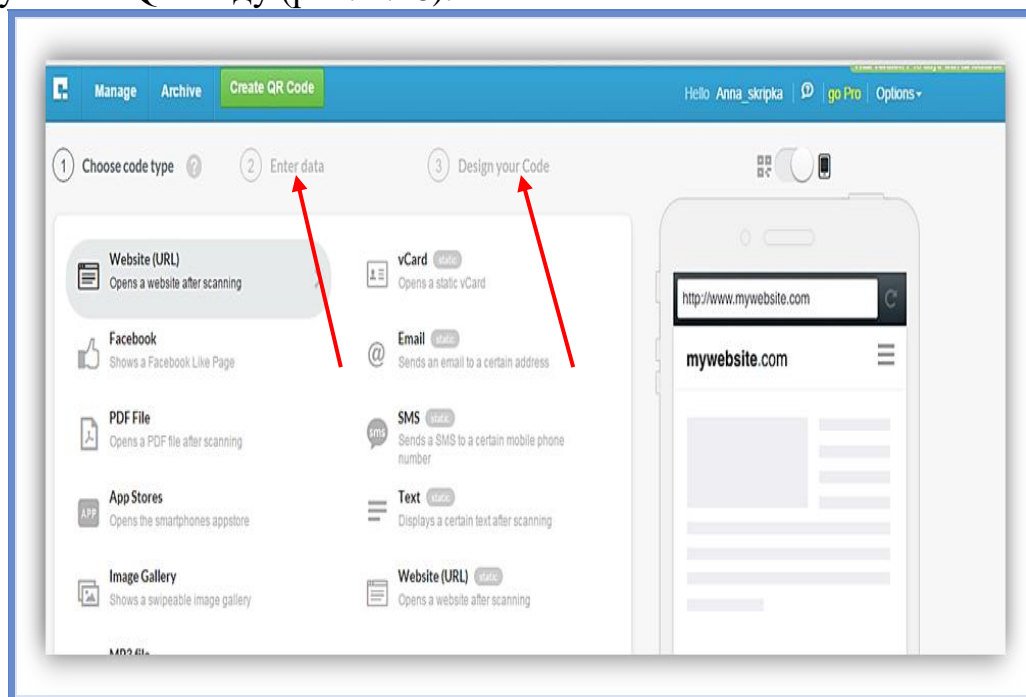 Manage Archive Create QR Code Hello Anna_skripka go Pro Options
1 Choose code type ? 2 Enter data 3 Design your Code
Website (URL)
Opens a website after scanning
Facebook
Shows a Facebook Like Page
PDF File
Opens a PDF file after scanning
APP
App Stores
Opens the smartphones appstore
Image Gallery
Shows a swipeable image gallery
vCard static
Opens a static vCard
@
Email static
Sends an email to a certain address
sms
SMS static
Sends a SMS to a certain mobile phone
number
Text static
Displays a certain text after scanning
Website (URL) static
Opens a website after scanning
http://www.mywebsite.com
mywebsite.com